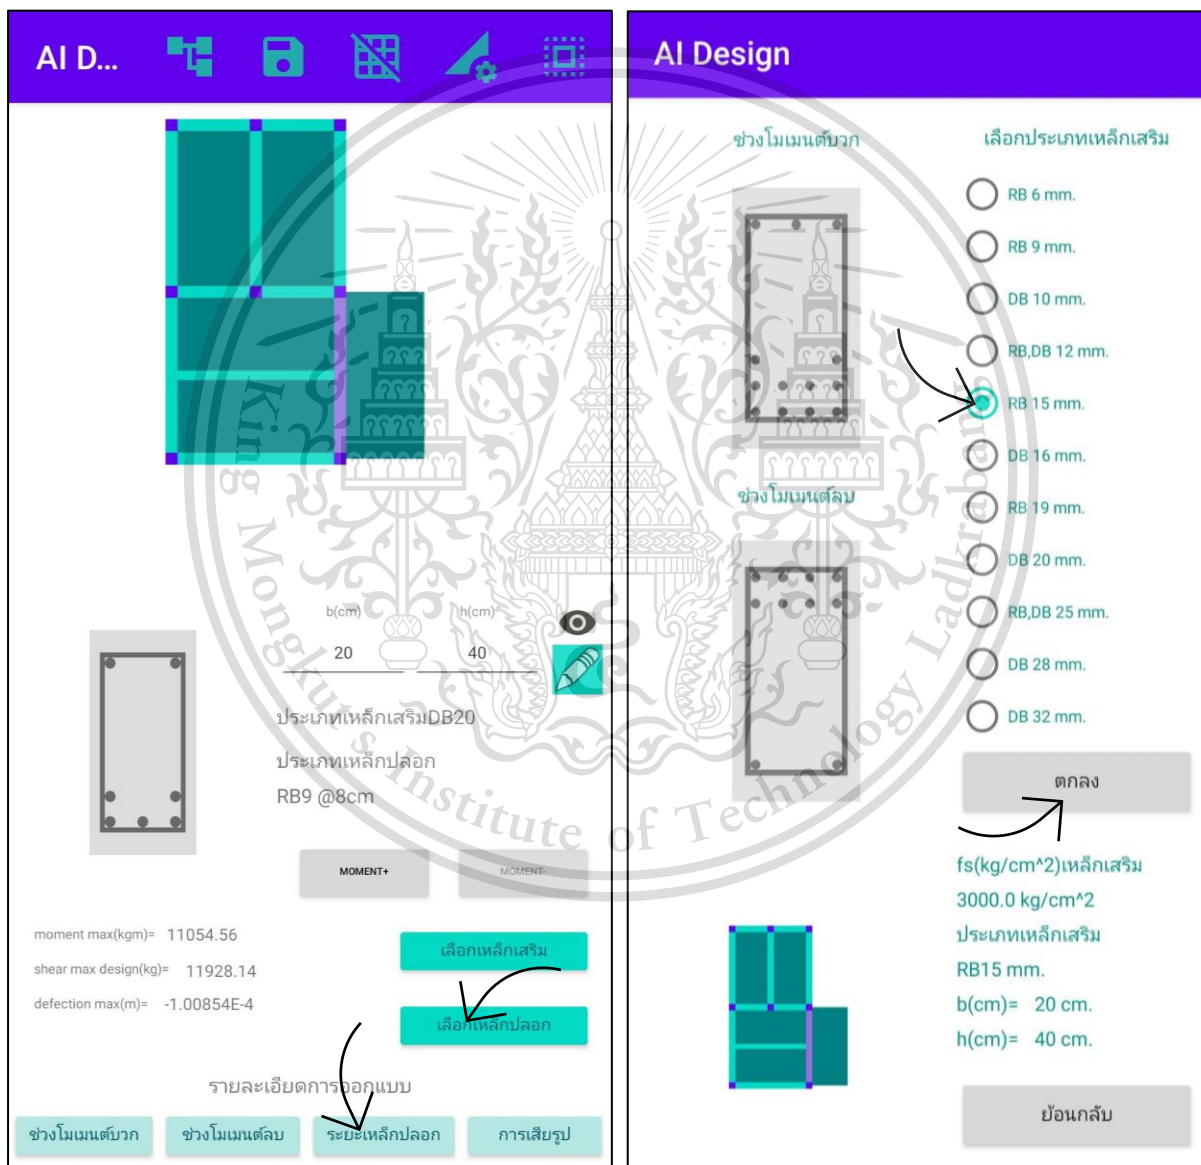 AI D...
b(cm)
h(cm)
20
40
ประเภทเหล็กเสริมDB20
ประเภทเหล็กปลอก
RB9 @8cm
MOMENT+
MOMENT-
moment max(kgm)= 11054.56
shear max design(kg)= 11928.14
defection max(m)= -1.00854E-4
เลือกเหล็กเสริม
เลือกเหล็กปลอก
รายละเอียดการออกแบบ
ช่วงโมเมนต์บวก
ช่วงโมเมนต์ลบ
ระยะเหล็กปลอก
การเสียรูป
AI Design
ช่วงโมเมนต์บวก
ช่วงโมเมนต์ลบ
เลือกประเภทเหล็กเสริม
RB 6 mm.
RB 9 mm.
DB 10 mm.
RB,DB 12 mm.
RB 15 mm.
DB 16 mm.
RB 19 mm.
DB 20 mm.
RB,DB 25 mm.
DB 28 mm.
DB 32 mm.
ตกลง
fs(kg/cm^2)เหล็กเสริม
3000.0 kg/cm^2
ประเภทเหล็กเสริม
RB15 mm.
b(cm)= 20 cm.
h(cm)= 40 cm.
ย้อนกลับ
King Mongkut's Institute of Technology Ladkrabang